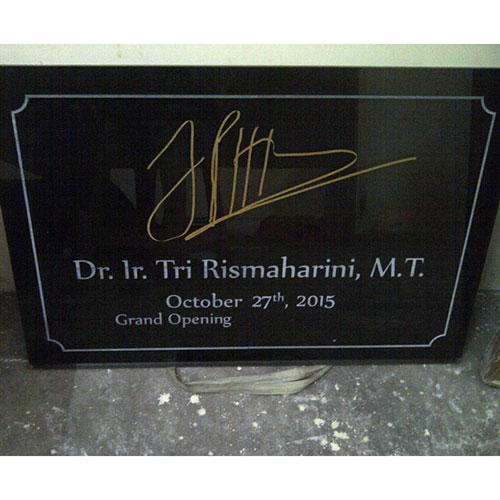 Dr. Ir. Tri Rismaharini, M.T.
October 27th, 2015
Grand Opening